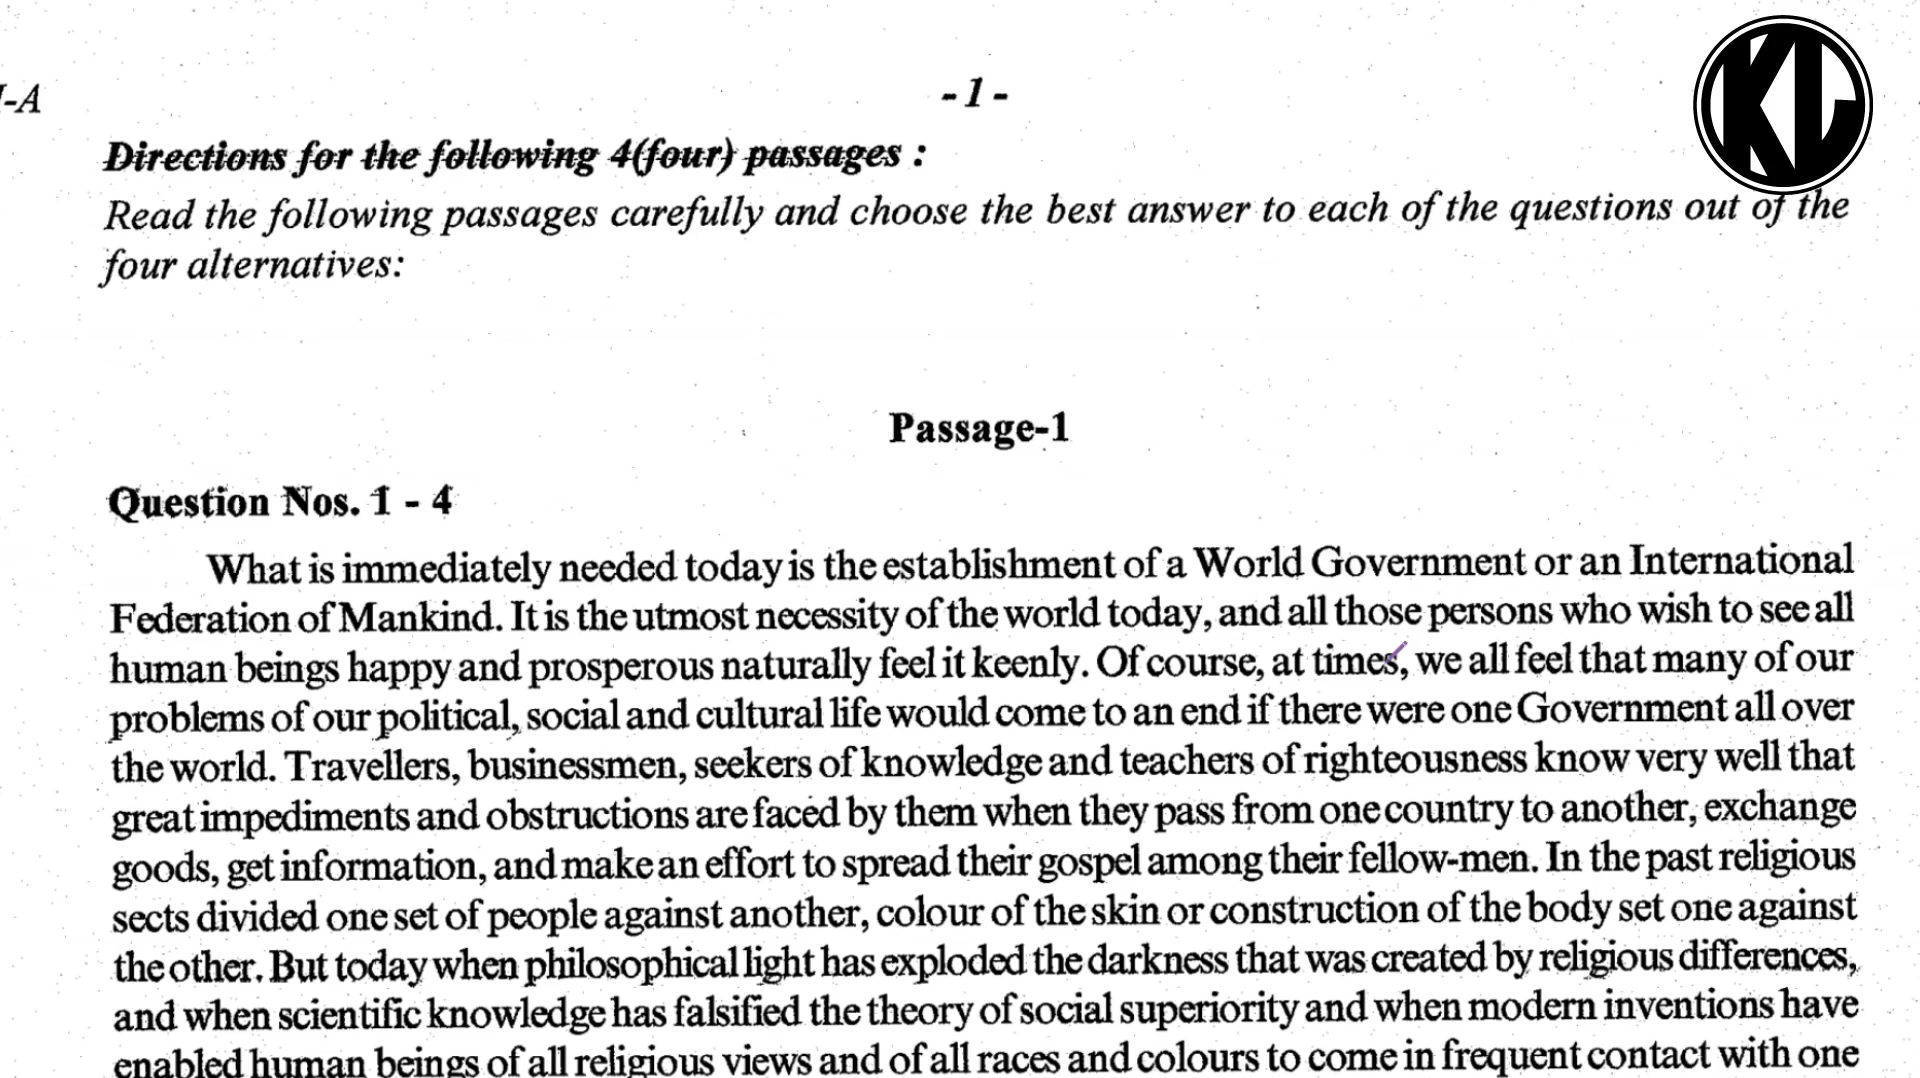 I-A
- 1 -
KL
Directions for the following 4(four) passages :
Read the following passages carefully and choose the best answer to each of the questions out of the
four alternatives:
Passage-1
Question Nos. 1 - 4
What is immediately needed today is the establishment of a World Government or an International
Federation of Mankind. It is the utmost necessity of the world today, and all those persons who wish to see all
human beings happy and prosperous naturally feel it keenly. Of course, at times, we all feel that many of our
problems of our political, social and cultural life would come to an end if there were one Government all over
the world. Travellers, businessmen, seekers of knowledge and teachers of righteousness know very well that
great impediments and obstructions are faced by them when they pass from one country to another, exchange
goods, get information, and make an effort to spread their gospel among their fellow-men. In the past religious
sects divided one set of people against another, colour of the skin or construction of the body set one against
the other. But today when philosophical light has exploded the darkness that was created by religious differences,
and when scientific knowledge has falsified the theory of social superiority and when modern inventions have
enabled human beings of all religious views and of all races and colours to come in frequent contact with one